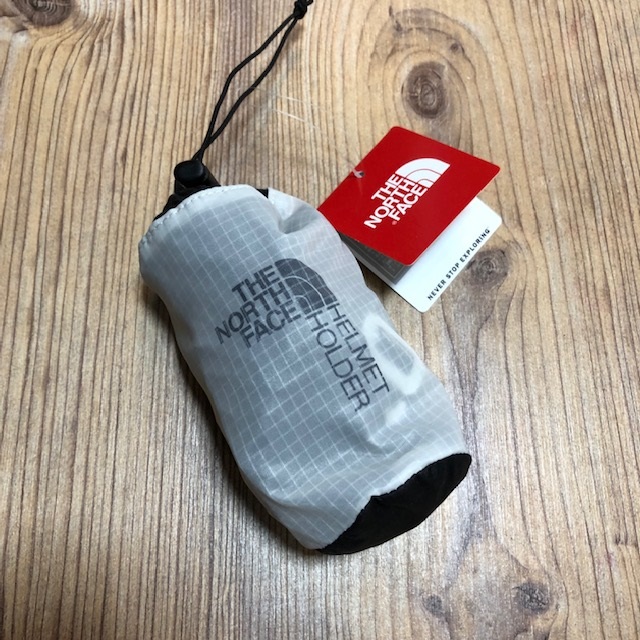 THE
NORTH
FACE
HELMET
HOLDER
THE
NORTH
FACE
NEVER STOP EXPLORING